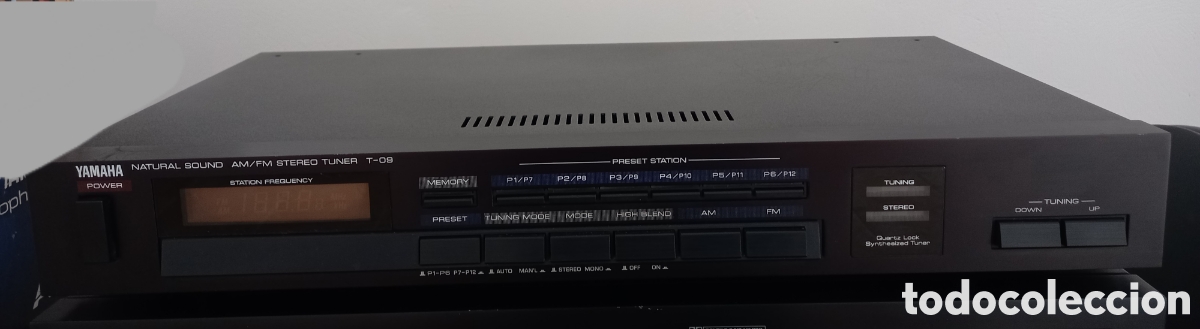 YAMAHA NATURAL SOUND AM/FM STEREO TUNER T-09
POWER
STATION FREQUENCY
PRESET STATION
MEMORY P1/P7 P2/P8 P3/P9 P4/P10 P5/P11 P6/P12
PRESET TUNING MODE MODE HIGH BLEND AM FM
P1-P6 P7-P12 AUTO MAN'L STEREO MONO OFF ON
TUNING
STEREO
Quartz Lock
Synthesized Tuner
TUNING
DOWN UP
oph
todocoleccion